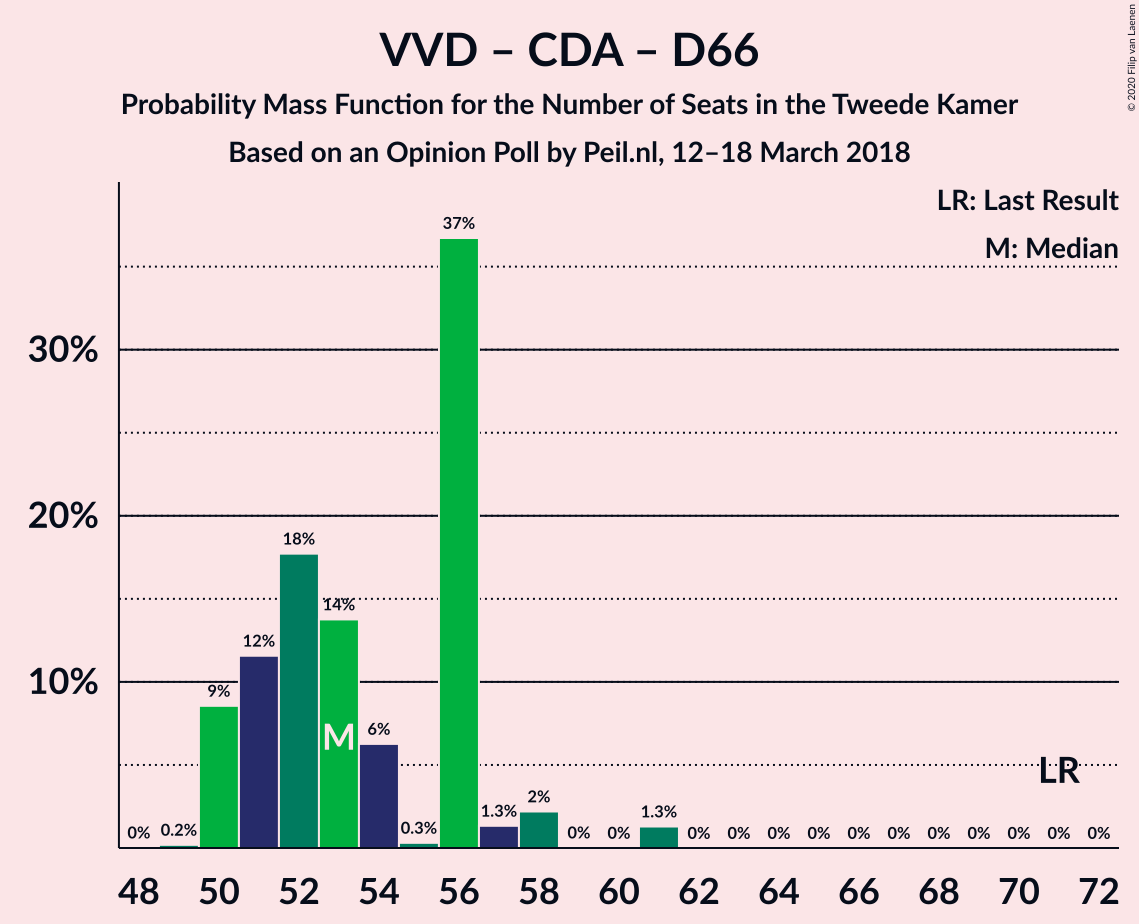 VVD – CDA – D66
Probability Mass Function for the Number of Seats in the Tweede Kamer
Based on an Opinion Poll by Peil.nl, 12–18 March 2018
© 2020 Filip van Laenen
LR: Last Result
M: Median
37%
30%
20%
18%
14%
12%
10%
9%
M
6%
LR
0% 0.2% 0.3% 1.3% 2% 0% 0% 1.3% 0% 0% 0% 0% 0% 0% 0% 0% 0% 0% 0%
48 50 52 54 56 58 60 62 64 66 68 70 72